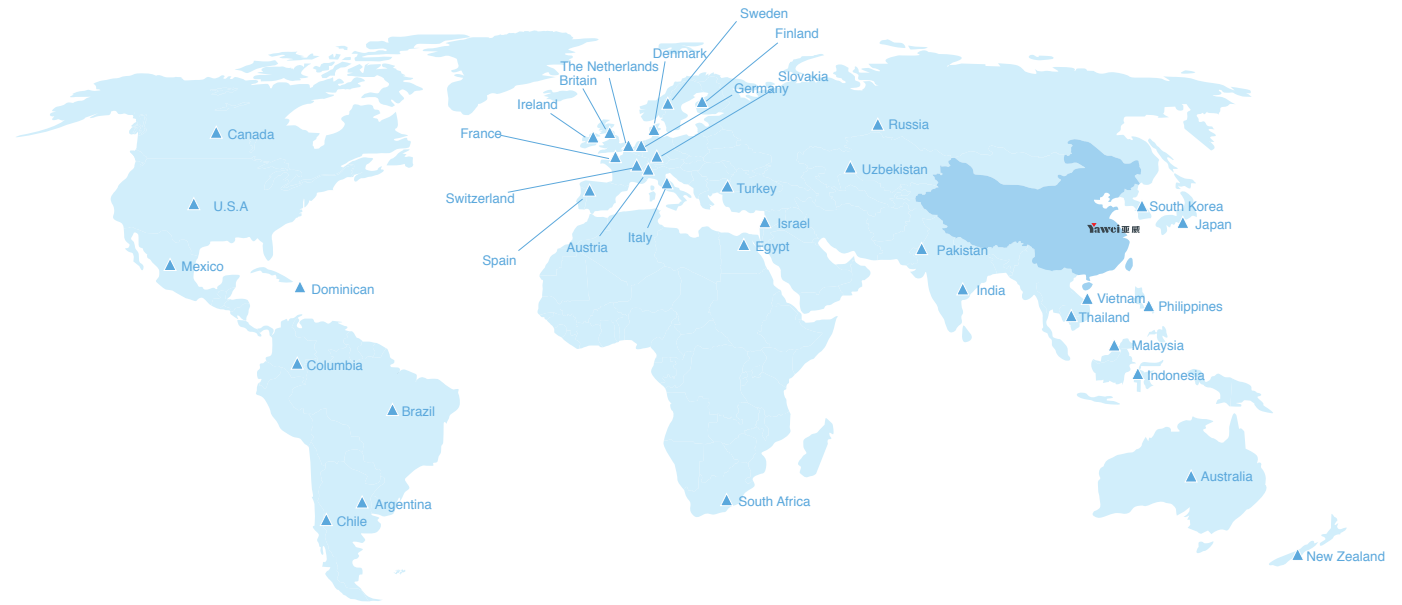 Sweden
Finland
Denmark
The Netherlands
Slovakia
Britain
Germany
Ireland
Russia
France
Canada
Uzbekistan
Turkey
Switzerland
U.S.A
South Korea
Israel
Japan
Yawei亚威
Italy
Austria
Egypt
Pakistan
Spain
Mexico
Dominican
India
Vietnam
Philippines
Thailand
Malaysia
Columbia
Indonesia
Brazil
Australia
South Africa
Argentina
Chile
New Zealand